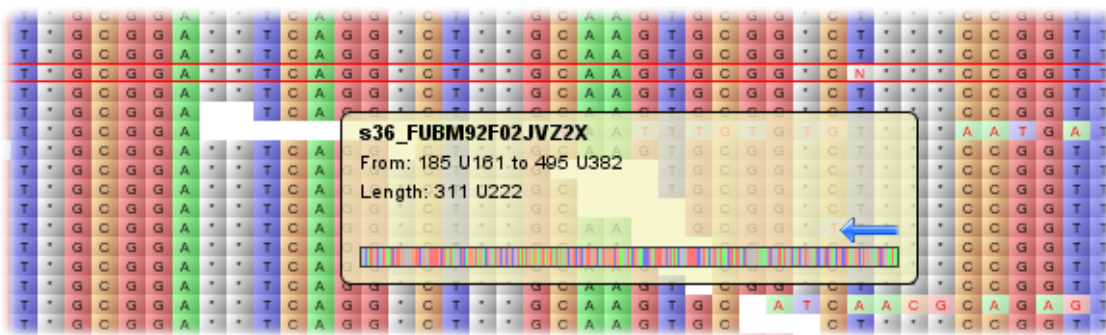 T * G C G G A * * T C A G G * C T * * G C A A G T G C G G * C T * * * C C G G T T
T * G C G G A * * T C A G G * C T * * G C A A G T G C G G * C T * * * C C G G T T
T * G C G G A * * T C A G G * C T * * G C A A G T G C G G * C N * * * C C G G T T
T * G C G G A * * T C A G G * C T * * G C A A G T G C G G * C T * * * C C G G T T
T * G C G G A T C A C C G G T T
T * G C G G A T T T G T G T G A A T G A T
s36_FUBM92F02JVZ2X
T * G C G G A * * T C A C C G G T T
From: 185 U161 to 495 U382
T * G C G G A * * T C A C C G G T T
Length: 311 U222
T * G C G G A * * T C A C C G G T T
T * G C G G A * * T C A C C G G T T
T * G C G G A * * T C A C C G G T T
T * G C G G A * * T C A C C G G T T
T * G C G G A * * T C A C C G G T T
T * G C G G A * * T C A G G * C T * * G C A A G T G C A T C A A C G C A G A G T
T * G C G G A * * T C A G G * C T * * G C A A G T G C C T * * * C C G G T T